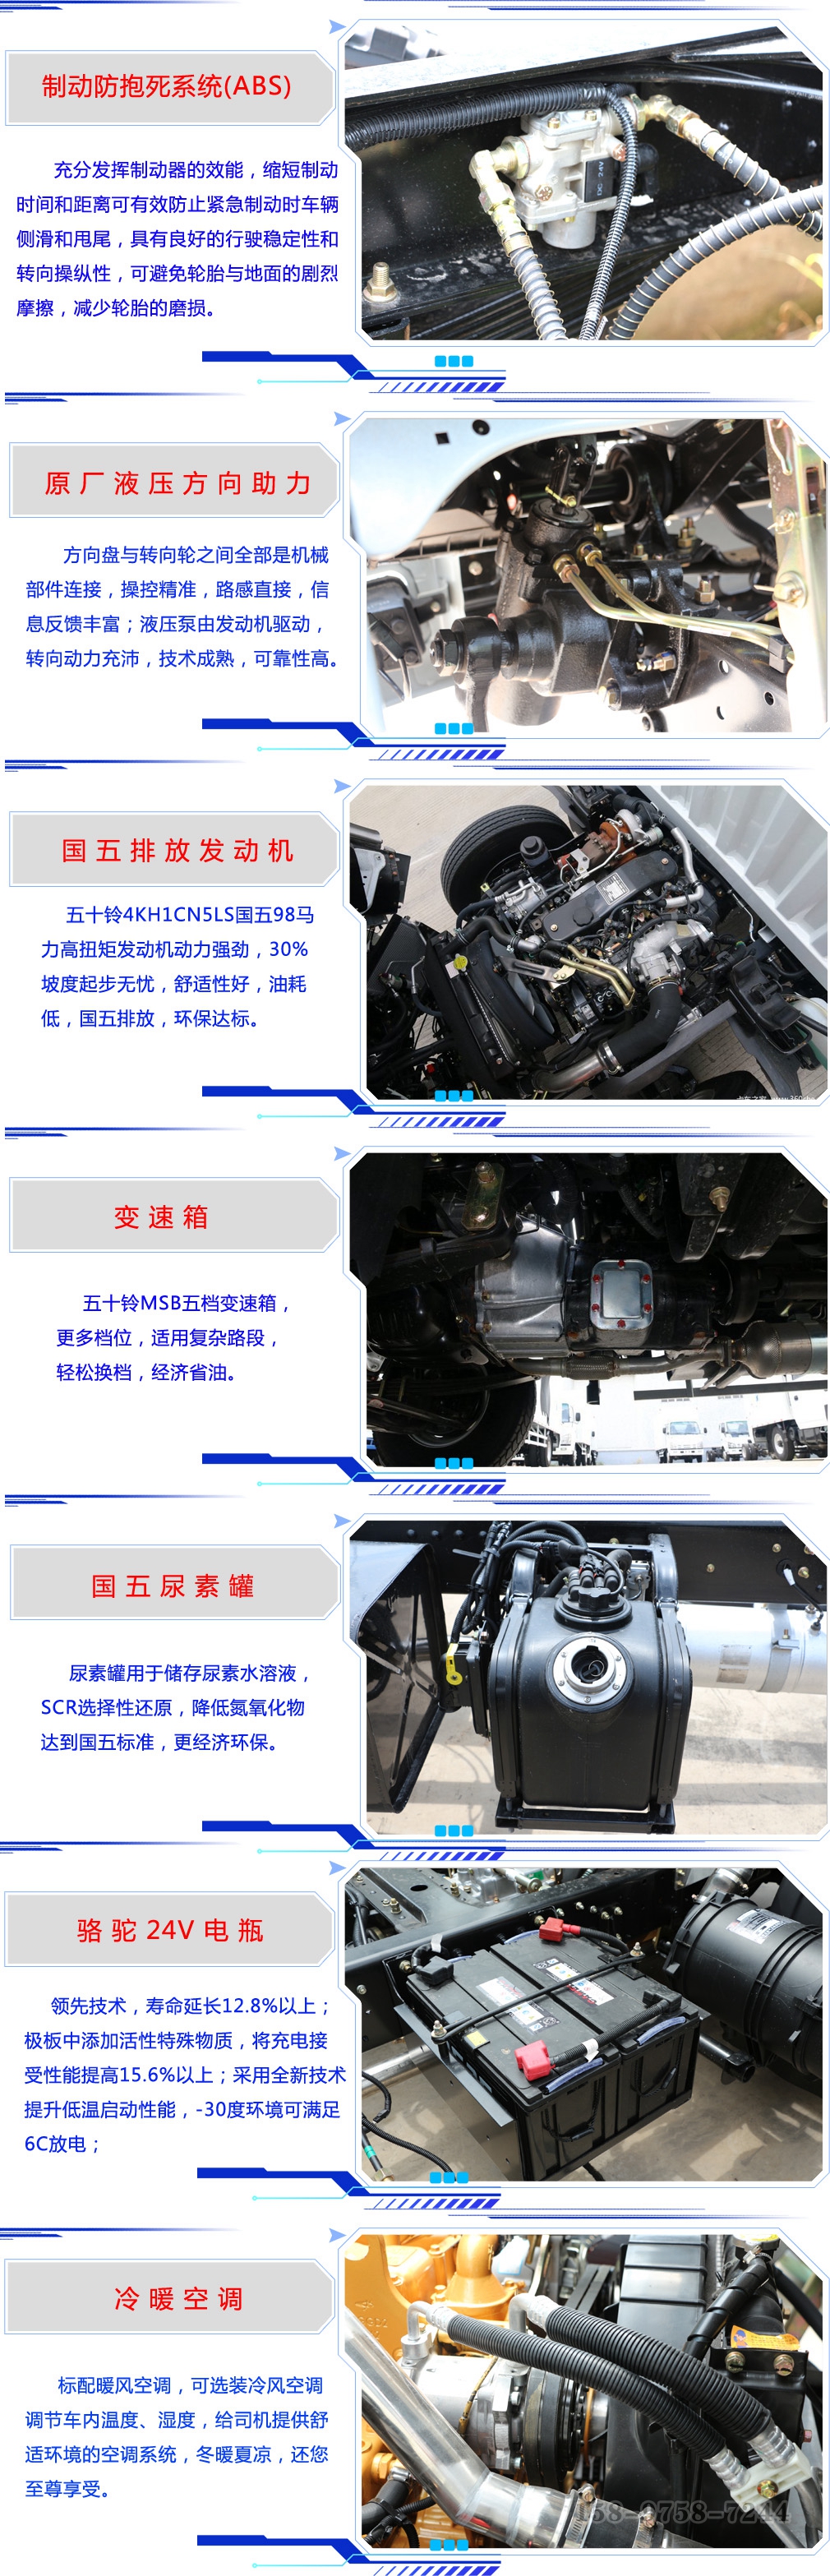 制动防抱死系统(ABS)
充分发挥制动器的效能，缩短制动
时间和距离可有效防止紧急制动时车辆
侧滑和甩尾，具有良好的行驶稳定性和
转向操纵性，可避免轮胎与地面的剧烈
摩擦，减少轮胎的磨损。
原厂液压方向助力
方向盘与转向轮之间全部是机械
部件连接，操控精准，路感直接，信
息反馈丰富；液压泵由发动机驱动，
转向动力充沛，技术成熟，可靠性高。
国五排放发动机
五十铃4KH1CN5LS国五98马
力高扭矩发动机动力强劲，30%
坡度起步无忧，舒适性好，油耗
低，国五排放，环保达标。
变速箱
五十铃MSB五档变速箱，
更多档位，适用复杂路段，
轻松换档，经济省油。
国五尿素罐
尿素罐用于储存尿素水溶液，
SCR选择性还原，降低氮氧化物
达到国五标准，更经济环保。
骆驼24V电瓶
领先技术，寿命延长12.8%以上；
极板中添加活性特殊物质，将充电接
受性能提高15.6%以上；采用全新技术
提升低温启动性能，-30度环境可满足
6C放电；
冷暖空调
标配暖风空调，可选装冷风空调
调节车内温度、湿度，给司机提供舒
适环境的空调系统，冬暖夏凉，还您
至尊享受。